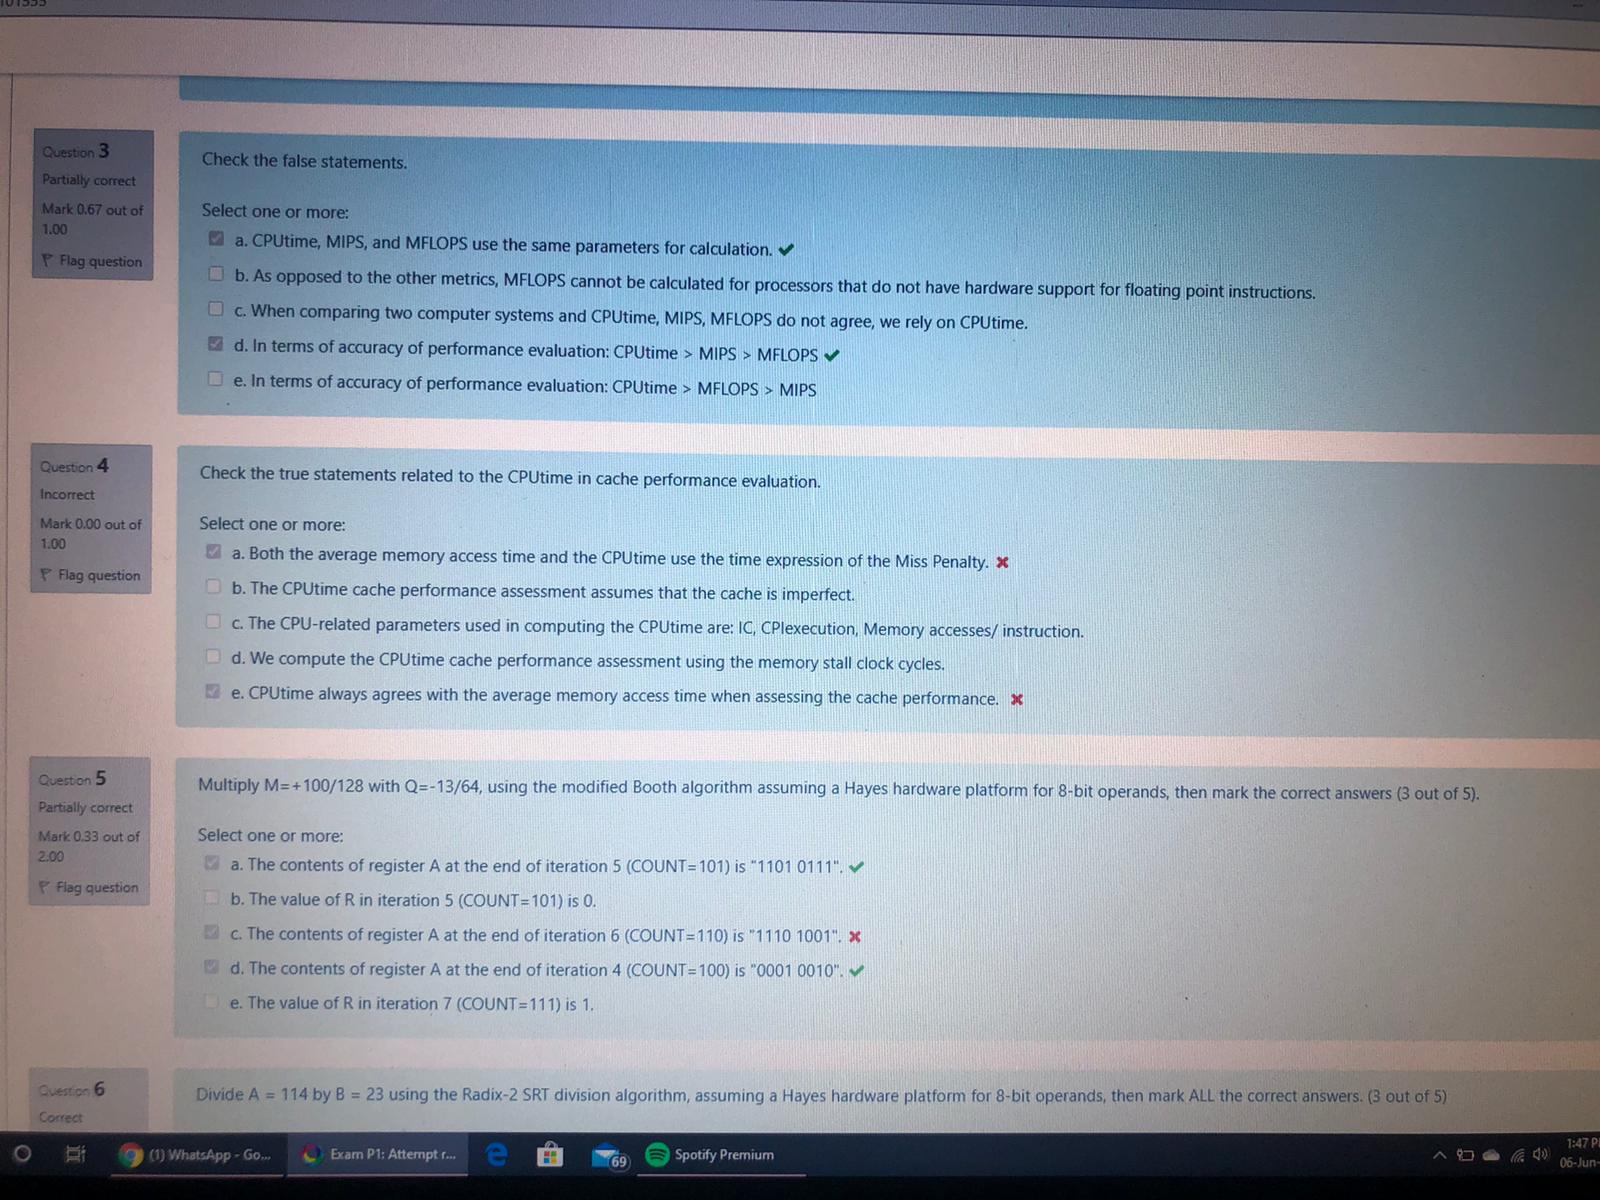 Question 3
Partially correct
Mark 0.67 out of
1.00
Flag question
Check the false statements.
Select one or more:
a. CPUtime, MIPS, and MFLOPS use the same parameters for calculation.
b. As opposed to the other metrics, MFLOPS cannot be calculated for processors that do not have hardware support for floating point instructions.
c. When comparing two computer systems and CPUtime, MIPS, MFLOPS do not agree, we rely on CPUtime.
d. In terms of accuracy of performance evaluation: CPUtime > MIPS > MFLOPS
e. In terms of accuracy of performance evaluation: CPUtime > MFLOPS > MIPS
Question 4
Incorrect
Mark 0.00 out of
1.00
Flag question
Check the true statements related to the CPUtime in cache performance evaluation.
Select one or more:
a. Both the average memory access time and the CPUtime use the time expression of the Miss Penalty.
b. The CPUtime cache performance assessment assumes that the cache is imperfect.
c. The CPU-related parameters used in computing the CPUtime are: IC, CPIexecution, Memory accesses/ instruction.
d. We compute the CPUtime cache performance assessment using the memory stall clock cycles.
e. CPUtime always agrees with the average memory access time when assessing the cache performance.
Question 5
Partially correct
Mark 0.33 out of
2.00
Flag question
Multiply M=+100/128 with Q=-13/64, using the modified Booth algorithm assuming a Hayes hardware platform for 8-bit operands, then mark the correct answers (3 out of 5).
Select one or more:
a. The contents of register A at the end of iteration 5 (COUNT=101) is "1101 0111".
b. The value of R in iteration 5 (COUNT=101) is 0.
c. The contents of register A at the end of iteration 6 (COUNT=110) is "1110 1001".
d. The contents of register A at the end of iteration 4 (COUNT=100) is "0001 0010".
e. The value of R in iteration 7 (COUNT=111) is 1.
Question 6
Correct
Divide A = 114 by B = 23 using the Radix-2 SRT division algorithm, assuming a Hayes hardware platform for 8-bit operands, then mark ALL the correct answers. (3 out of 5)
(1) WhatsApp - Go...
Exam P1: Attempt r...
69
Spotify Premium
1:47 P
06-Jun-